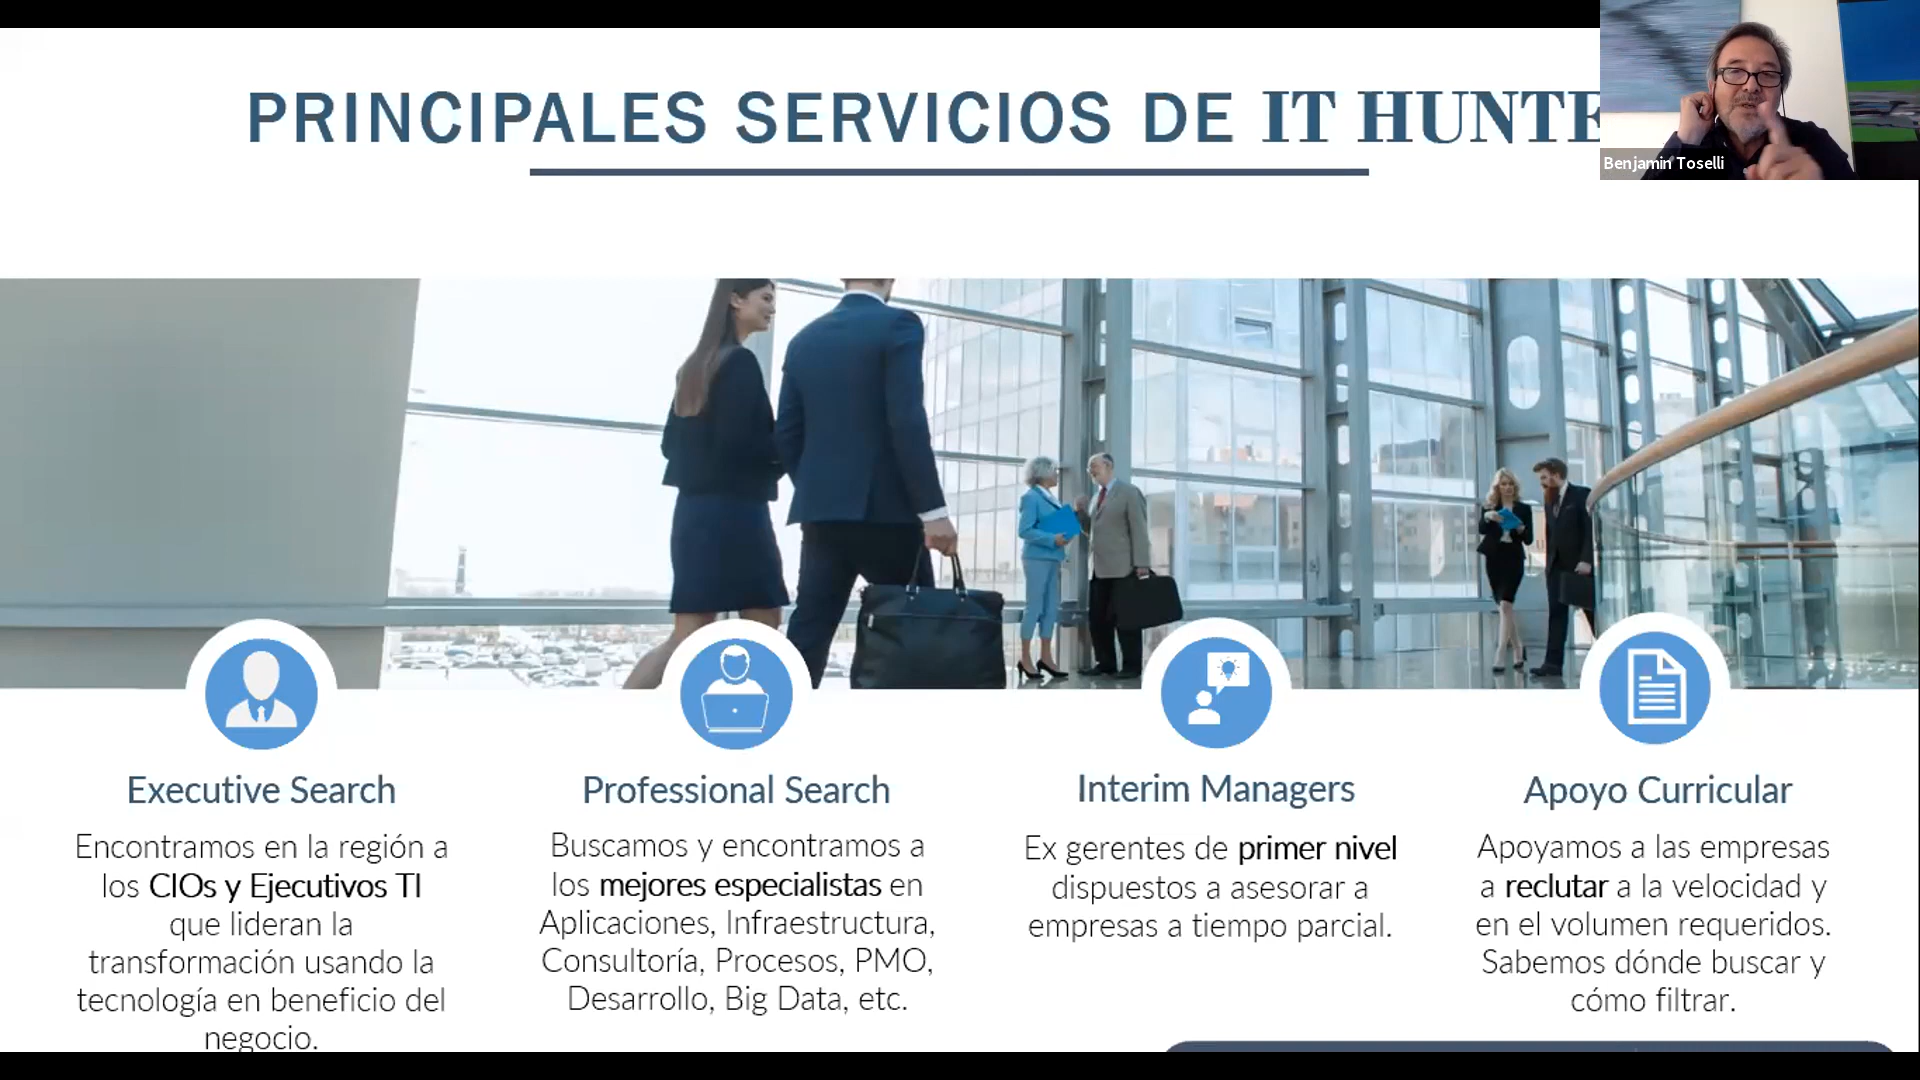 PRINCIPALES SERVICIOS DE IT HUNTE
Benjamin Toselli
Executive Search
Encontramos en la región a
los CIOs y Ejecutivos TI
que lideran la
transformación usando la
tecnología en beneficio del
negocio.
Professional Search
Buscamos y encontramos a
los mejores especialistas en
Aplicaciones, Infraestructura,
Consultoría, Procesos, PMO,
Desarrollo, Big Data, etc.
Interim Managers
Ex gerentes de primer nivel
dispuestos a asesorar a
empresas a tiempo parcial.
Apoyo Curricular
Apoyamos a las empresas
a reclutar a la velocidad y
en el volumen requeridos.
Sabemos dónde buscar y
cómo filtrar.